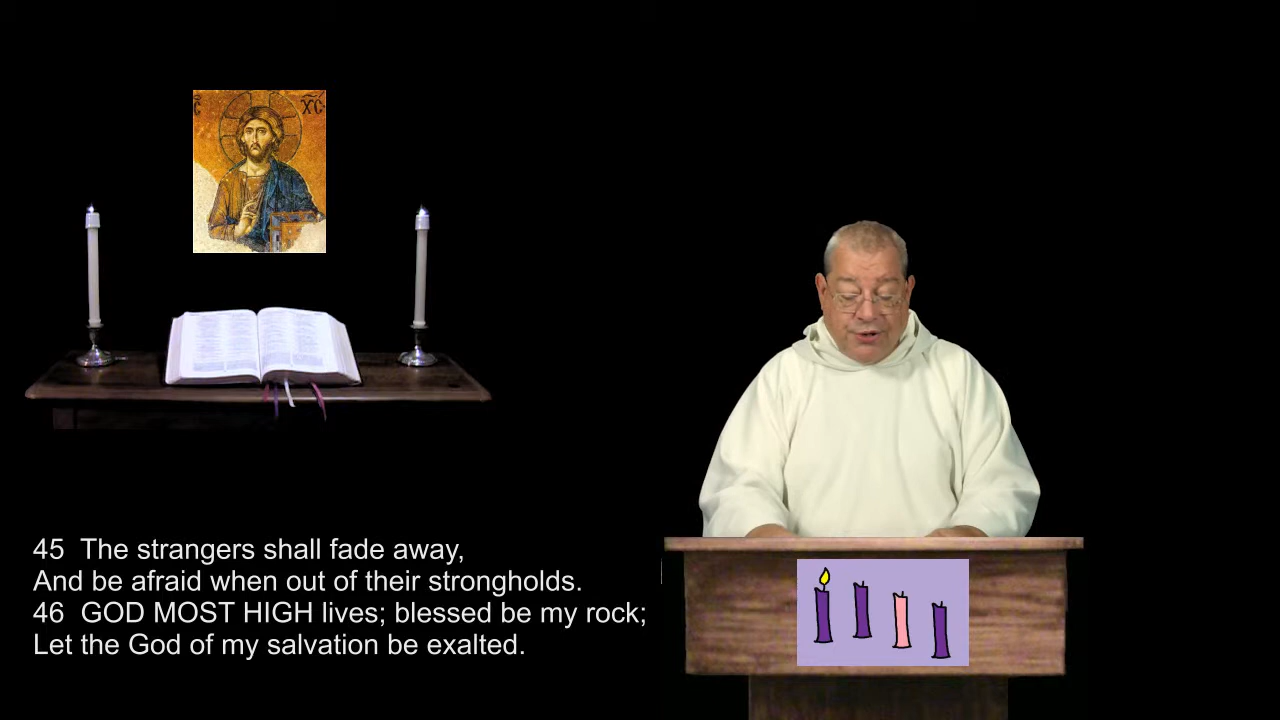 XC
45 The strangers shall fade away,
And be afraid when out of their strongholds.
46 GOD MOST HIGH lives; blessed be my rock;
Let the God of my salvation be exalted.